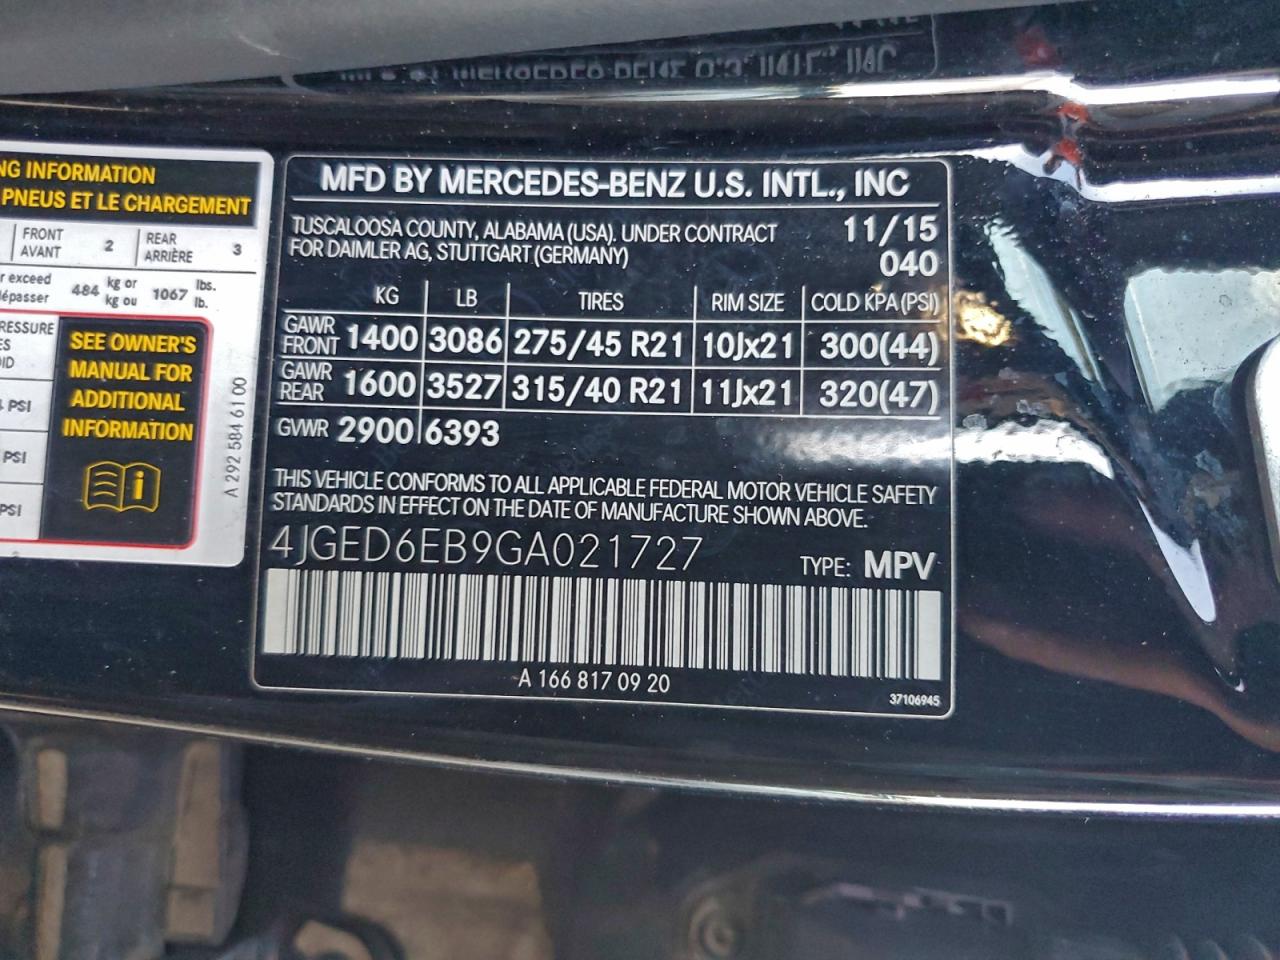 NG INFORMATION
PNEUS ET LE CHARGEMENT
FRONT
AVANT
2
REAR
ARRIÈRE
3
exceed
kg or
kg ou
484
1067
lbs.
lb.
SEE OWNER'S
MANUAL FOR
ADDITIONAL
INFORMATION
PSI
PSI
PSI
A 292 584 61 00
MFD BY MERCEDES-BENZ U.S. INTL., INC
TUSCALOOSA COUNTY, ALABAMA (USA). UNDER CONTRACT
FOR DAIMLER AG, STUTTGART (GERMANY)
11/15
040
KG LB TIRES RIM SIZE COLD KPA (PSI)
GAWR FRONT 1400 3086 275/45 R21 10Jx21 300(44)
GAWR REAR 1600 3527 315/40 R21 11Jx21 320(47)
GVWR 2900 6393
THIS VEHICLE CONFORMS TO ALL APPLICABLE FEDERAL MOTOR VEHICLE SAFETY
STANDARDS IN EFFECT ON THE DATE OF MANUFACTURE SHOWN ABOVE.
4JGED6EB9GA021727
TYPE: MPV
A 166 817 09 20
37106945